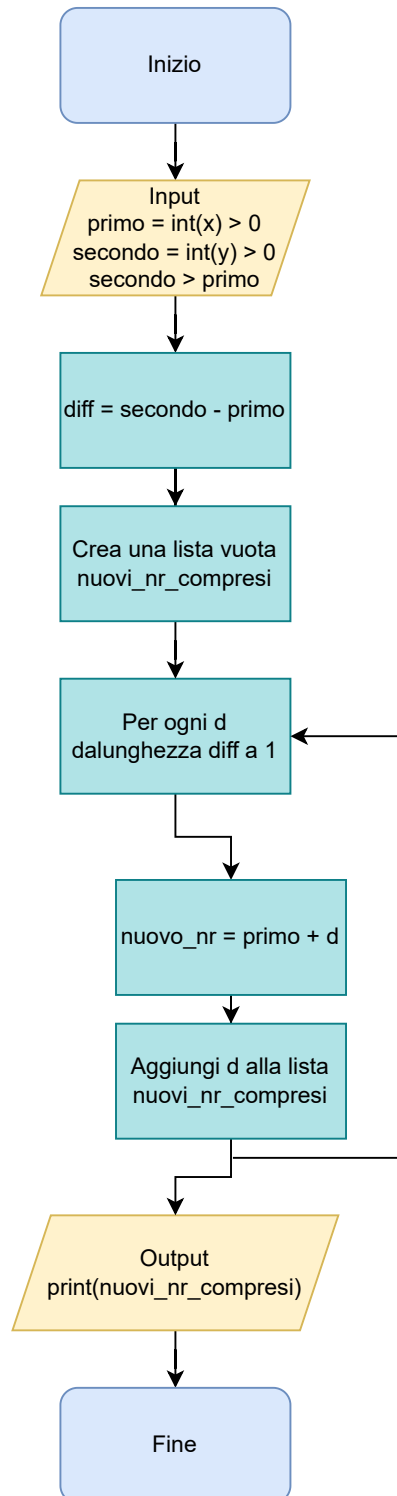 Inizio
Input
primo = int(x) > 0
secondo = int(y) > 0
secondo > primo
diff = secondo - primo
Crea una lista vuota
nuovi_nr_compresi
Per ogni d
dalunghezza diff a 1
nuovo_nr = primo + d
Aggiungi d alla lista
nuovi_nr_compresi
Output
print(nuovi_nr_compresi)
Fine